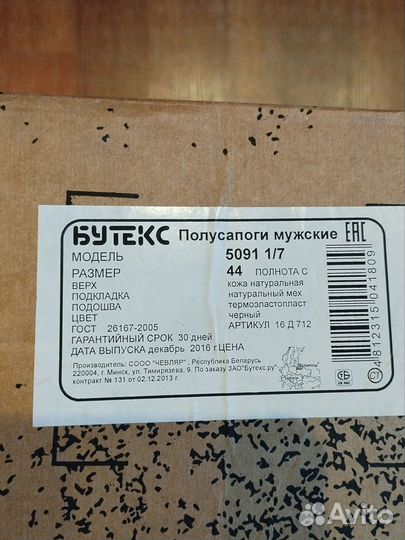 БУТЕКС Полусапоги мужские ЕАС
МОДЕЛЬ 5091 1/7
РАЗМЕР 44 ПОЛНОТА С
ВЕРХ кожа натуральная
ПОДКЛАДКА натуральный мех
ПОДОШВА термоэластопласт
ЦВЕТ черный
ГОСТ 26167-2005 АРТИКУЛ 16 Д 712
ГАРАНТИЙНЫЙ СРОК 30 дней
ДАТА ВЫПУСКА декабрь 2016 г.ЦЕНА
Производитель: СООО "ЧЕВЛЯР" , Республика Беларусь
220004, г. Минск, ул. Тимирязева, 9. По заказу ЗАО"Бутекс.ру"
контракт № 131 от 02.12.2013 г.
4812315041809
Avito